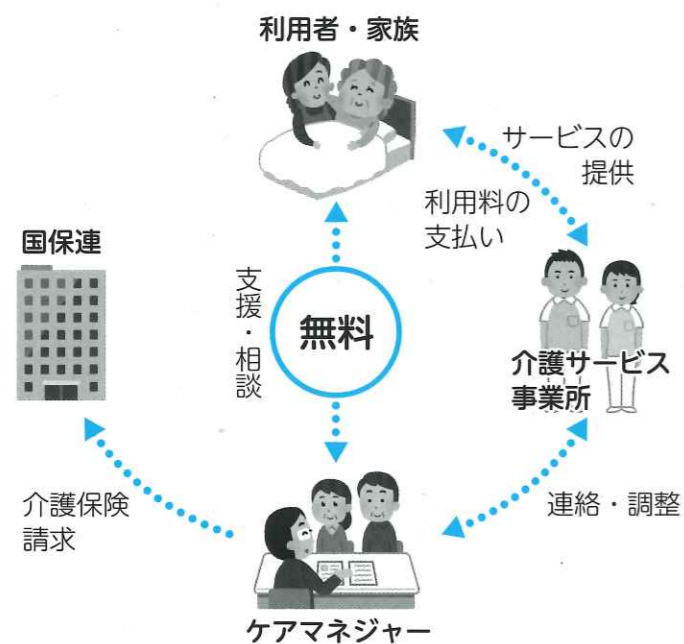 利用者・家族
サービスの
提供
利用料の
支払い
国保連
支援・相談
無料
介護サービス
事業所
介護保険
請求
連絡・調整
ケアマネジャー